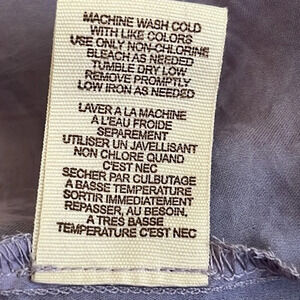 MACHINE WASH COLD
WITH LIKE COLORS
USE ONLY NON-CHLORINE
BLEACH AS NEEDED
TUMBLE DRY LOW
REMOVE PROMPTLY
LOW IRON AS NEEDED
LAVER A LA MACHINE
A L'EAU FROIDE
SEPAREMENT
UTILISER UN JAVELLISANT
NON CHLORE QUAND
C'EST NEC
SECHER PAR CULBUTAGE
A BASSE TEMPERATURE
SORTIR IMMEDIATEMENT
REPASSER, AU BESOIN.
A TRES BASSE
TEMPERATURE C'EST NEC